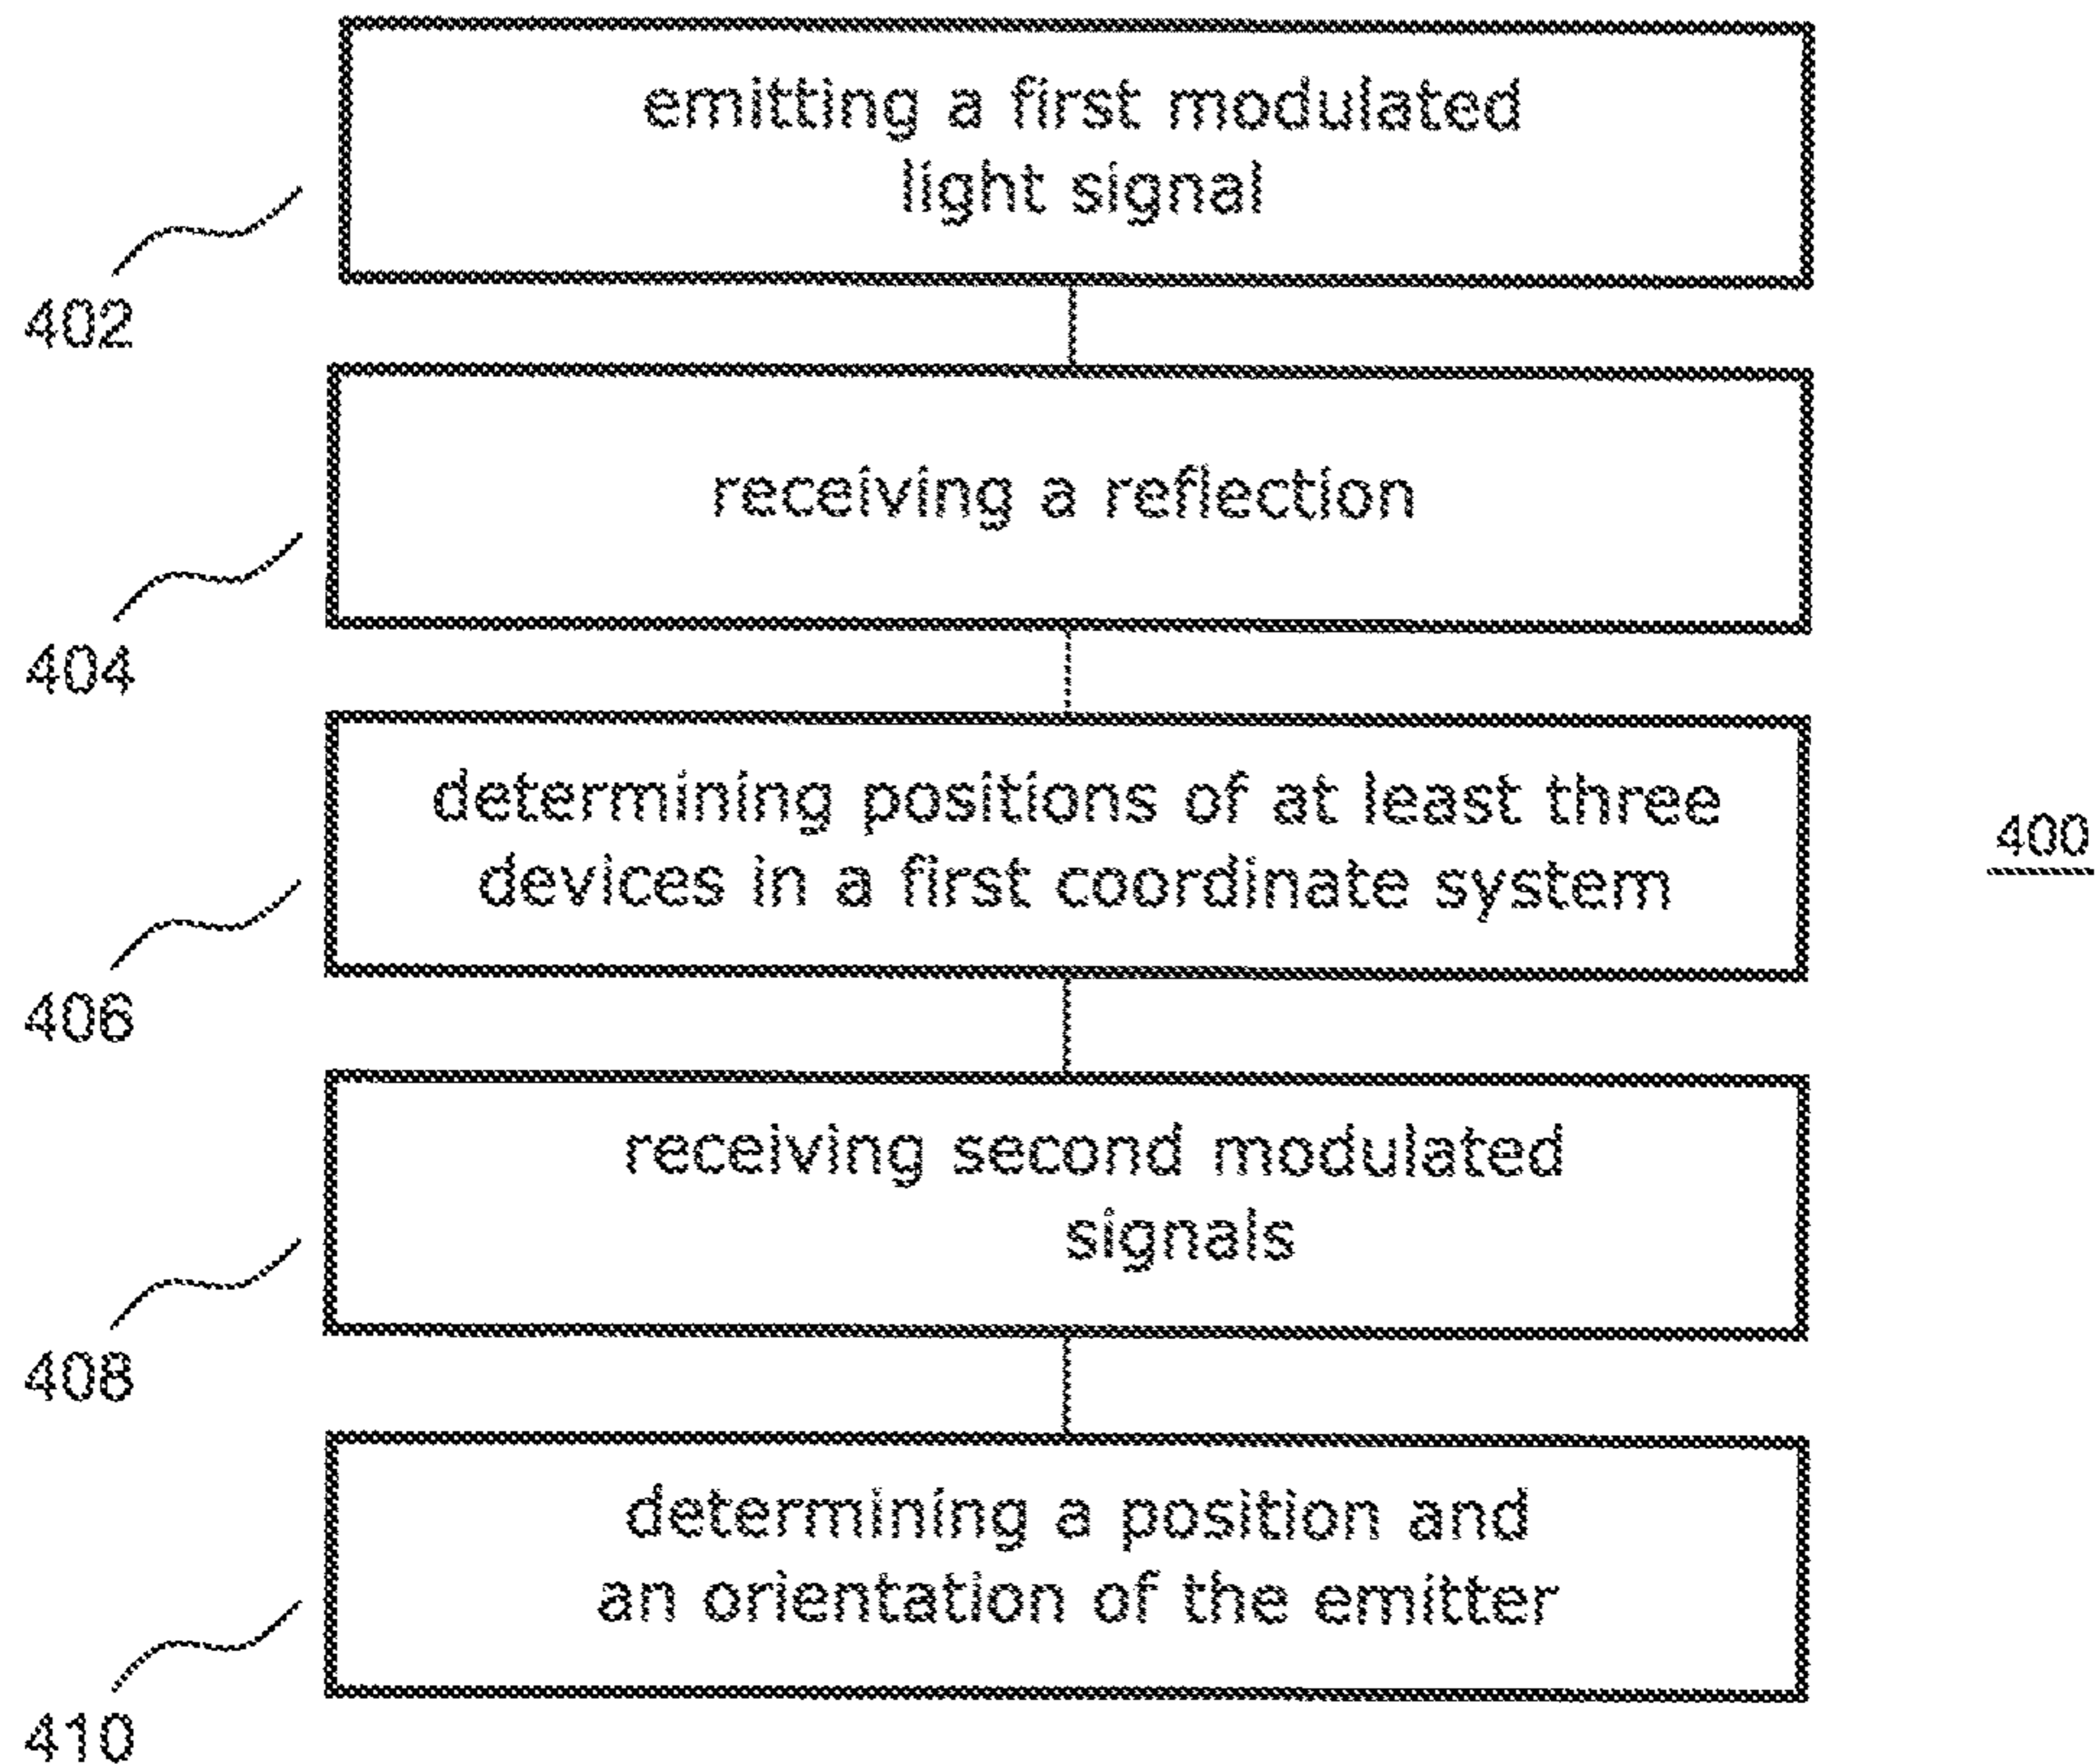 emitting a first modulated
light signal
402
receiving a reflection
404
determining positions of at least three
devices in a first coordinate system
400
406
receiving second modulated
signals
408
determining a position and
an orientation of the emitter
410